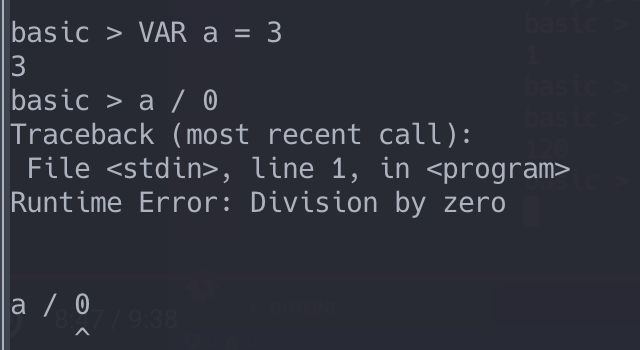 basic > VAR a = 3
3
basic > a / 0
Traceback (most recent call):
 File <stdin>, line 1, in <program>
Runtime Error: Division by zero
a / 0
    ^